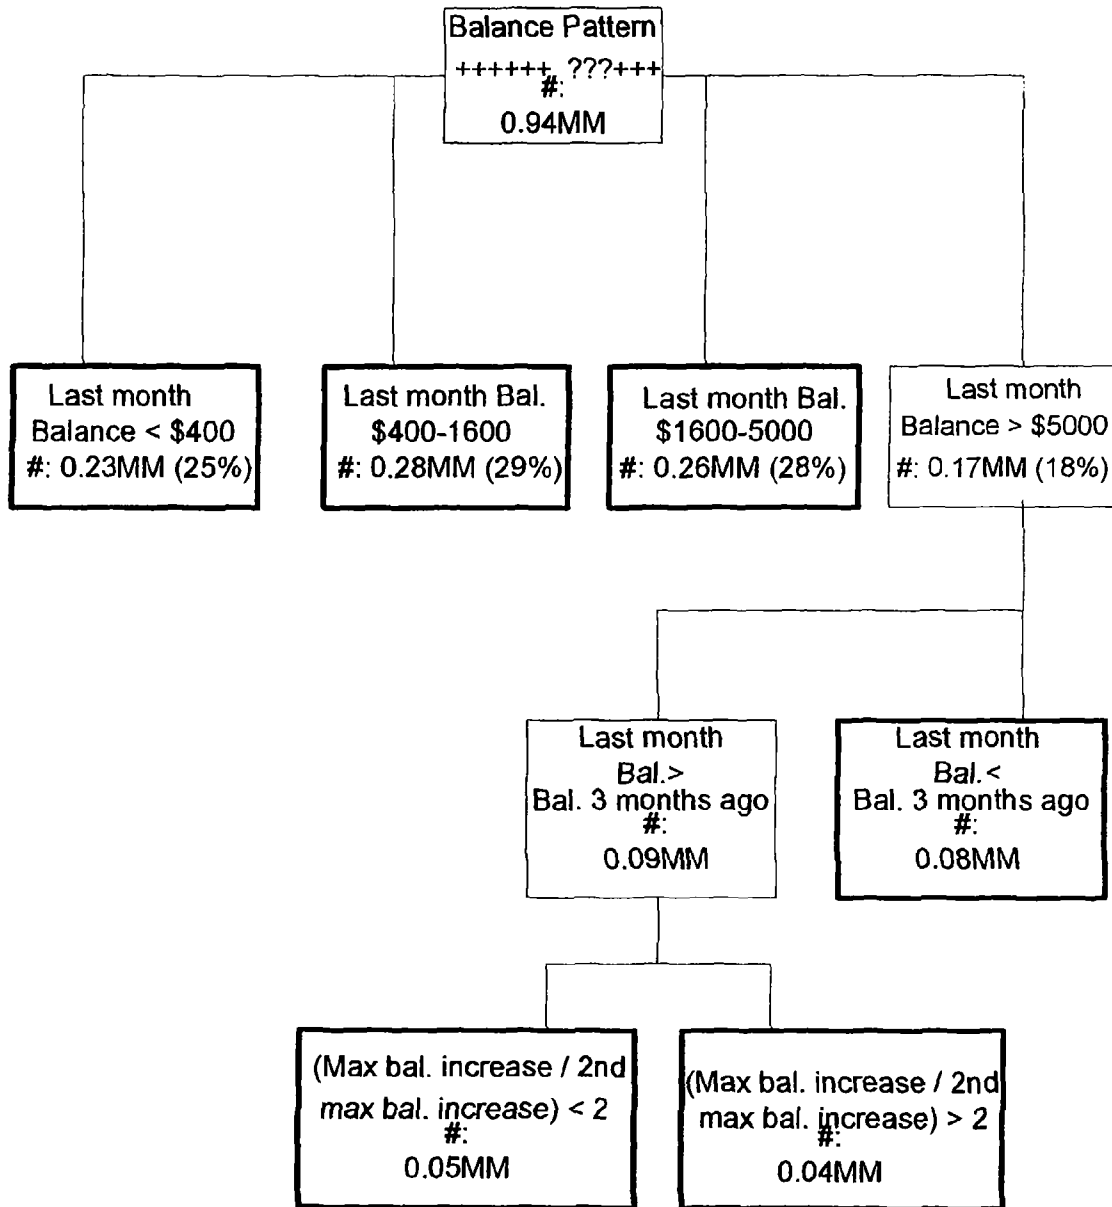 Balance Pattern
++++++, ???+++
#:
0.94MM
Last month
Balance < $400
#: 0.23MM (25%)
Last month Bal.
$400-1600
#: 0.28MM (29%)
Last month Bal.
$1600-5000
#: 0.26MM (28%)
Last month
Balance > $5000
#: 0.17MM (18%)
Last month
Bal.>
Bal. 3 months ago
#:
0.09MM
Last month
Bal.<
Bal. 3 months ago
#:
0.08MM
(Max bal. increase / 2nd
max bal. increase) < 2
#:
0.05MM
(Max bal. increase / 2nd
max bal. increase) > 2
#:
0.04MM